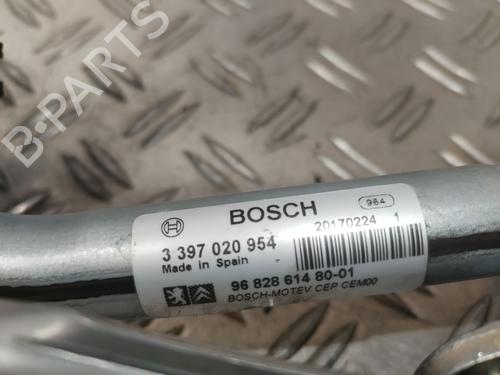 B-PARTS
964
BOSCH
20170224 1
3 397 020 954
Made in Spain
96 828 614 80-01
BOSCH-MOTEV CEP CEM00